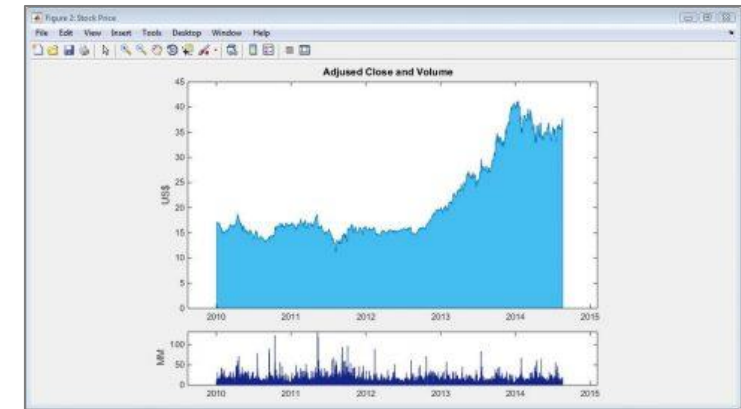 Figure 2: Stock Price
File Edit View Insert Tools Desktop Window Help
Adjused Close and Volume
45
40
35
30
25
20
15
10
5
0
US$
2010 2011 2012 2013 2014 2015
100
50
0
MM
2010 2011 2012 2013 2014 2015